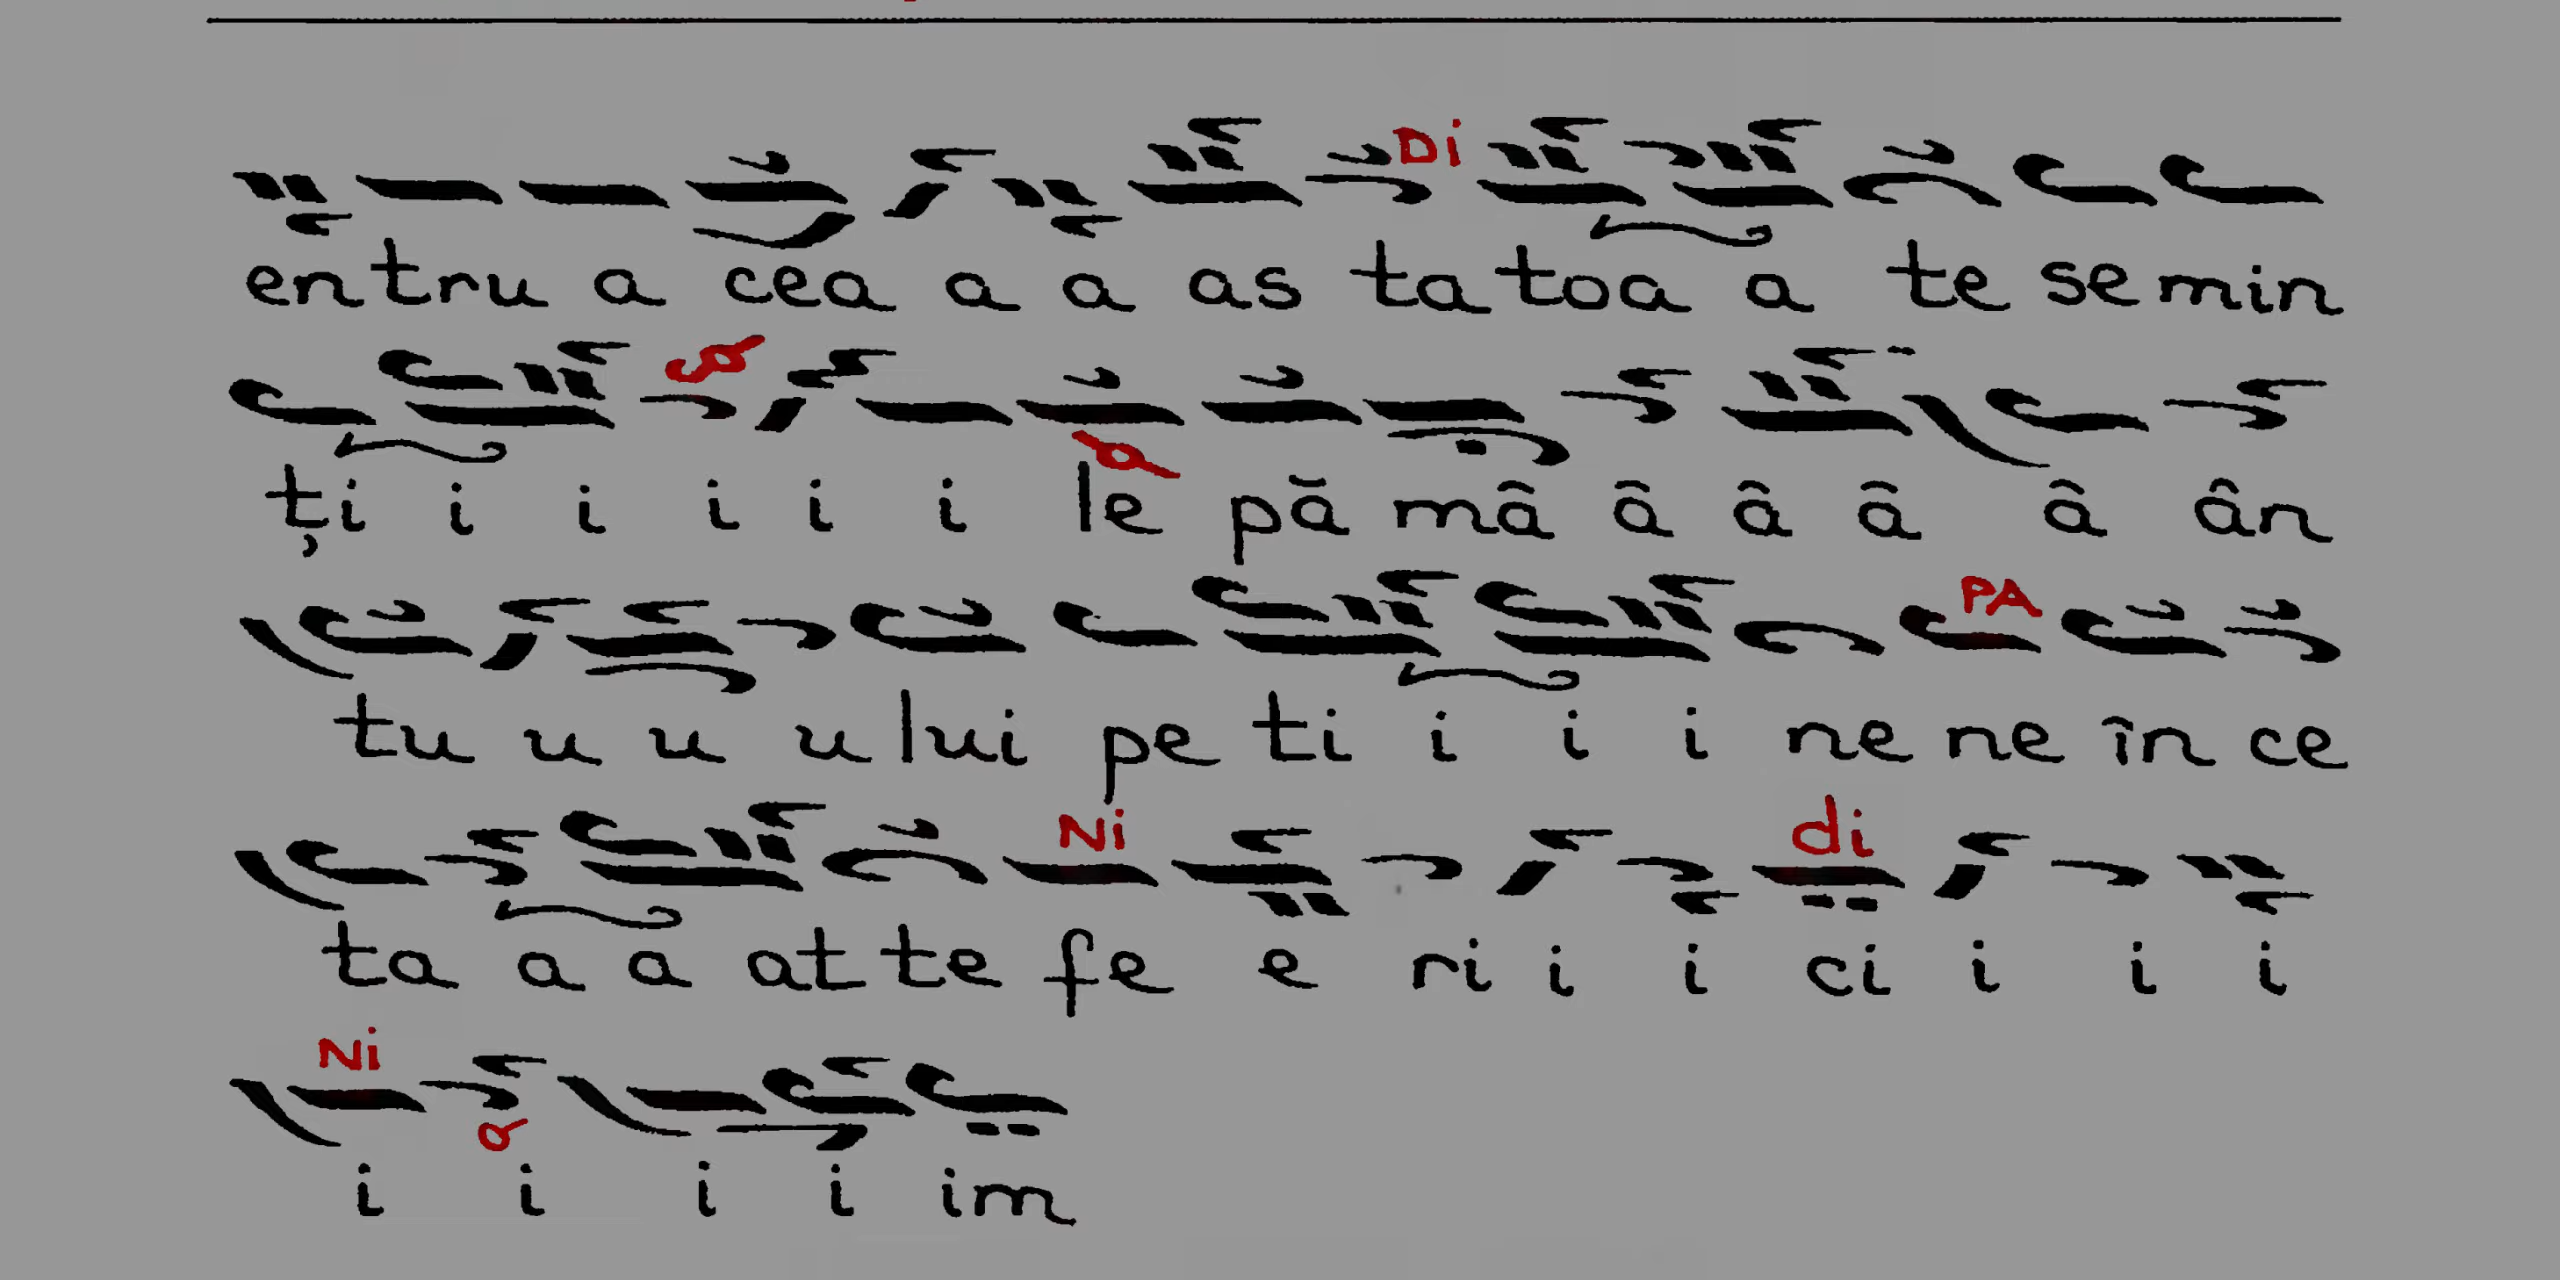 Di
entru a cea a a as ta toa a te se min
ți i i i i i le pă mâ â â â â ân
PA
tu u u u lui pe ti i i i ne ne în ce
Ni di
ta a a at te fe e ri i i ci i i i
Ni
i i i i im